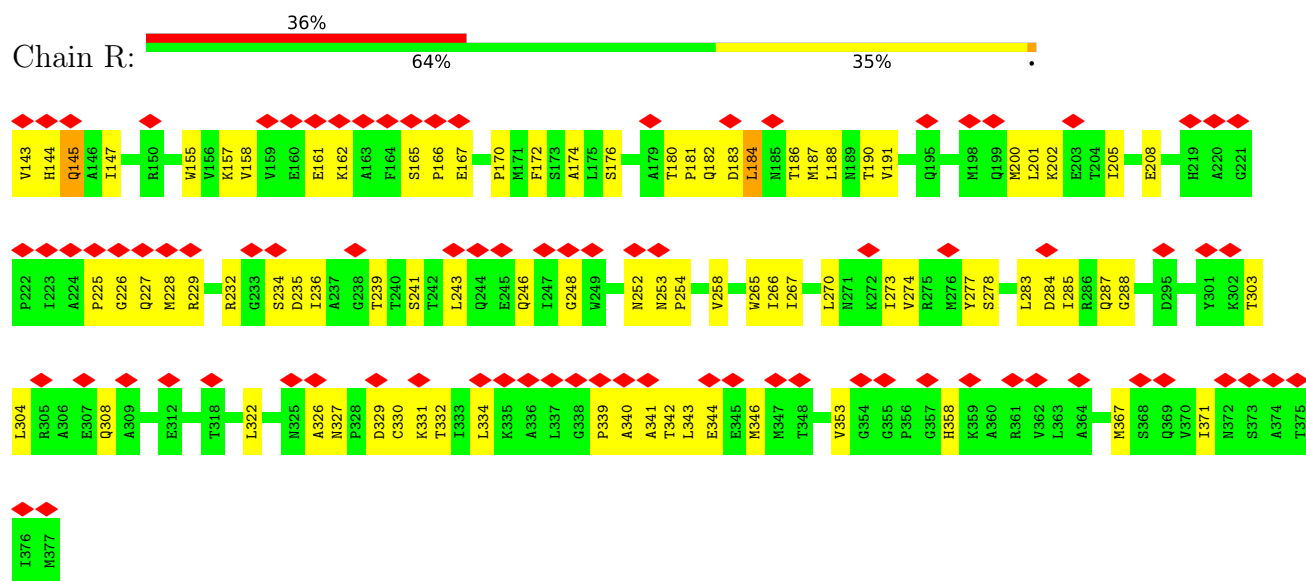 36%
Chain R:
64% 35% .
V143 H144 Q145 A146 I147 R150 W155 V156 K157 V158 V159 E160 E161 K162 A163 F164 S165 P166 E167 P170 M171 F172 S173 A174 L175 S176 A179 T180 P181 Q182 D183 L184 N185 T186 M187 L188 N189 T190 V191 Q195 M198 Q199 M200 L201 K202 E203 T204 I205 E208 H219 A220 G221
P222 I223 A224 P225 G226 Q227 M228 R229 R232 G233 S234 D235 I236 A237 G238 T239 T240 S241 T242 L243 Q244 E245 Q246 I247 G248 W249 N252 N253 P254 V258 W265 I266 I267 L270 N271 K272 I273 V274 R275 M276 Y277 S278 L283 D284 I285 R286 Q287 G288 D295 Y301 K302 T303
L304 R305 A306 E307 Q308 A309 E312 T318 L322 N325 A326 N327 P328 D329 C330 K331 T332 I333 L334 K335 A336 L337 G338 P339 A340 A341 T342 L343 E344 E345 M346 M347 T348 V353 G354 G355 P356 G357 H358 K359 A360 R361 V362 L363 A364 M367 S368 Q369 V370 I371 N372 S373 A374 T375
I376 M377